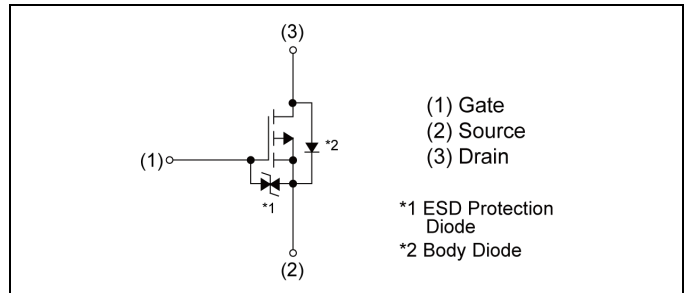 (3)
(1) Gate
(2) Source
(3) Drain
(1)
*2
*1
(2)
*1 ESD Protection
Diode
*2 Body Diode